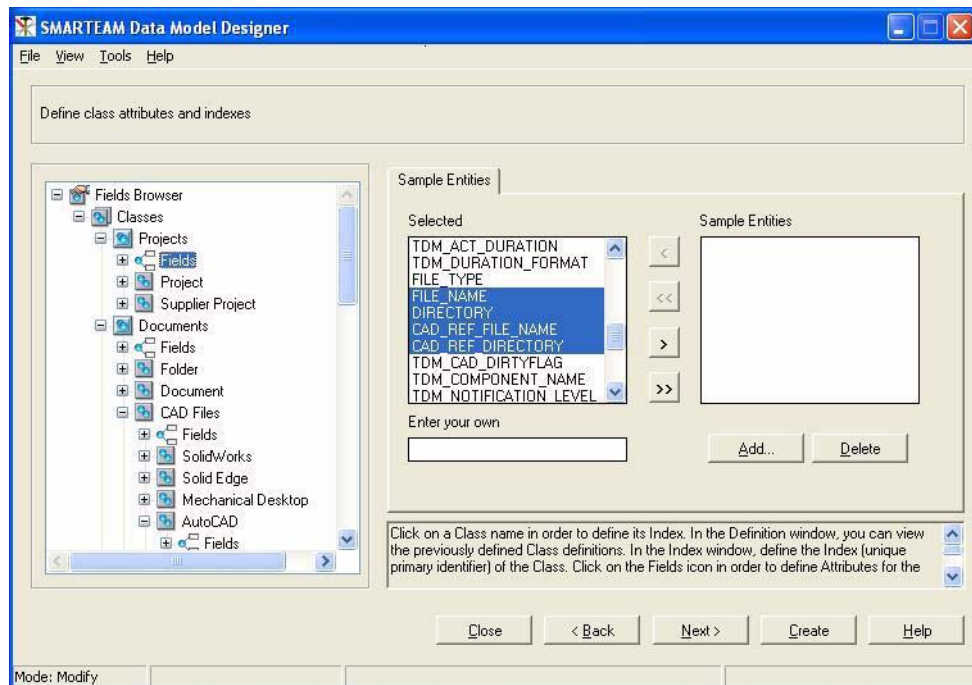 SMARTEAM Data Model Designer
File View Tools Help
Define class attributes and indexes
Fields Browser
Classes
Projects
Fields
Project
Supplier Project
Documents
Fields
Folder
Document
CAD Files
Fields
SolidWorks
Solid Edge
Mechanical Desktop
AutoCAD
Fields
Sample Entities
Selected
TDM_ACT_DURATION
TDM_DURATION_FORMAT
FILE_TYPE
FILE_NAME
DIRECTORY
CAD_REF_FILE_NAME
CAD_REF_DIRECTORY
TDM_CAD_DIRTYFLAG
TDM_COMPONENT_NAME
TDM_NOTIFICATION_LEVEL
<
<<
>
>>
Sample Entities
Enter your own
Add... Delete
Click on a Class name in order to define its Index. In the Definition window, you can view
the previously defined Class definitions. In the Index window, define the Index (unique
primary identifier) of the Class. Click on the Fields icon in order to define Attributes for the
Close < Back Next > Create Help
Mode: Modify